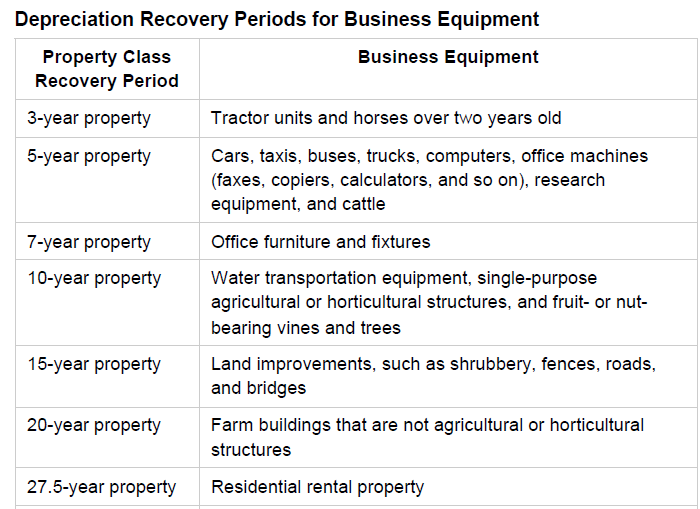 Depreciation Recovery Periods for Business Equipment
Property Class
Recovery Period
Business Equipment
3-year property
Tractor units and horses over two years old
5-year property
Cars, taxis, buses, trucks, computers, office machines
(faxes, copiers, calculators, and so on), research
equipment, and cattle
7-year property
Office furniture and fixtures
10-year property
Water transportation equipment, single-purpose
agricultural or horticultural structures, and fruit- or nut-
bearing vines and trees
15-year property
Land improvements, such as shrubbery, fences, roads,
and bridges
20-year property
Farm buildings that are not agricultural or horticultural
structures
27.5-year property
Residential rental property